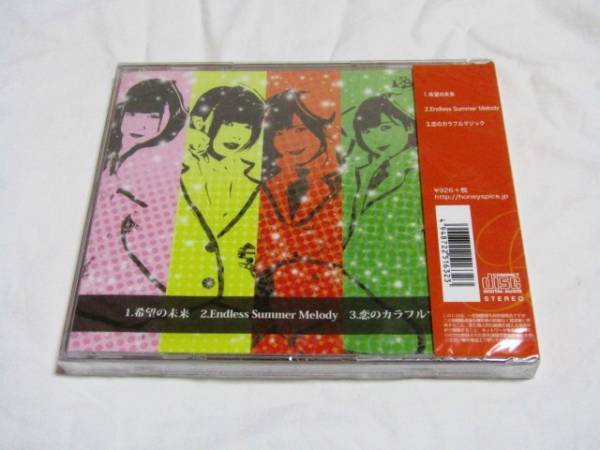 1.希望の未来
2.Endless Summer Melody
3.恋のカラフルマジック
¥926+税
http://honeyspice.jp
COMPACT
disc
DIGITAL AUDIO
STEREO
1.希望の未来 2.Endless Summer Melody 3.恋のカラフル